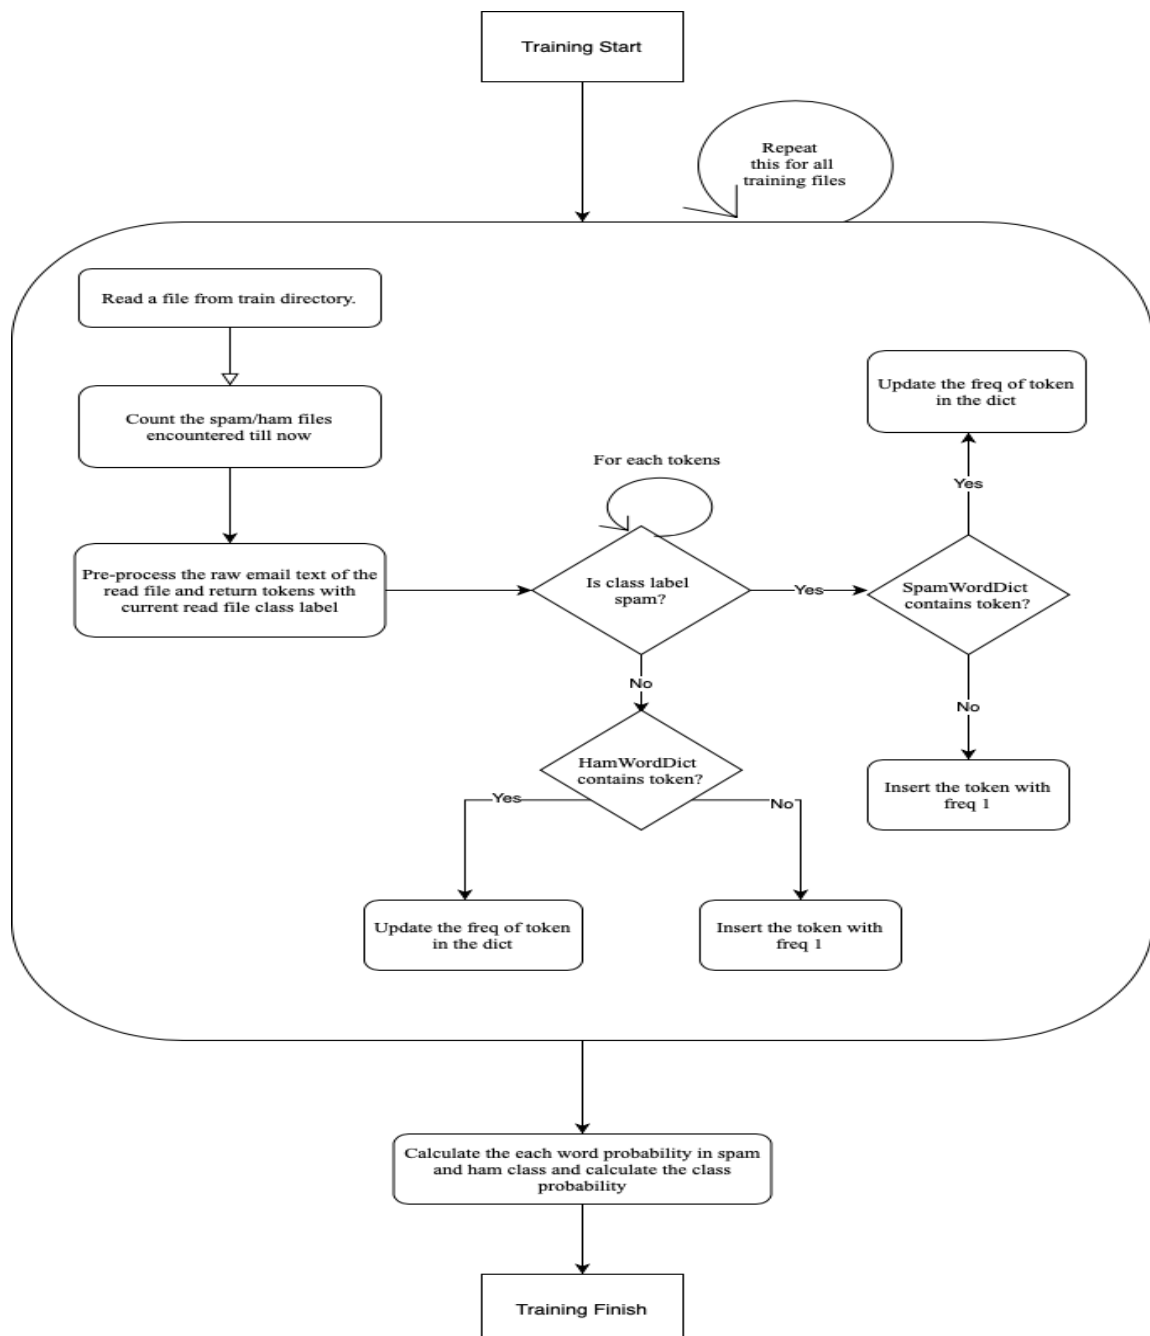 Training Start
Repeat
this for all
training files
Read a file from train directory.
Count the spam/ham files
encountered till now
Pre-process the raw email text of the
read file and return tokens with
current read file class label
For each tokens
Is class label
spam?
Yes
No
Update the freq of token
in the dict
Yes
SpamWordDict
contains token?
No
Insert the token with
freq 1
HamWordDict
contains token?
Yes
No
Update the freq of token
in the dict
Insert the token with
freq 1
Calculate the each word probability in spam
and ham class and calculate the class
probability
Training Finish